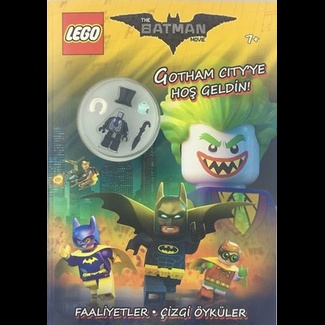 LEGO
THE
BATMAN
MOVIE
7+
GOTHAM CITY'YE
HOŞ GELDİN!
FAALİYETLER • ÇİZGİ ÖYKÜLER